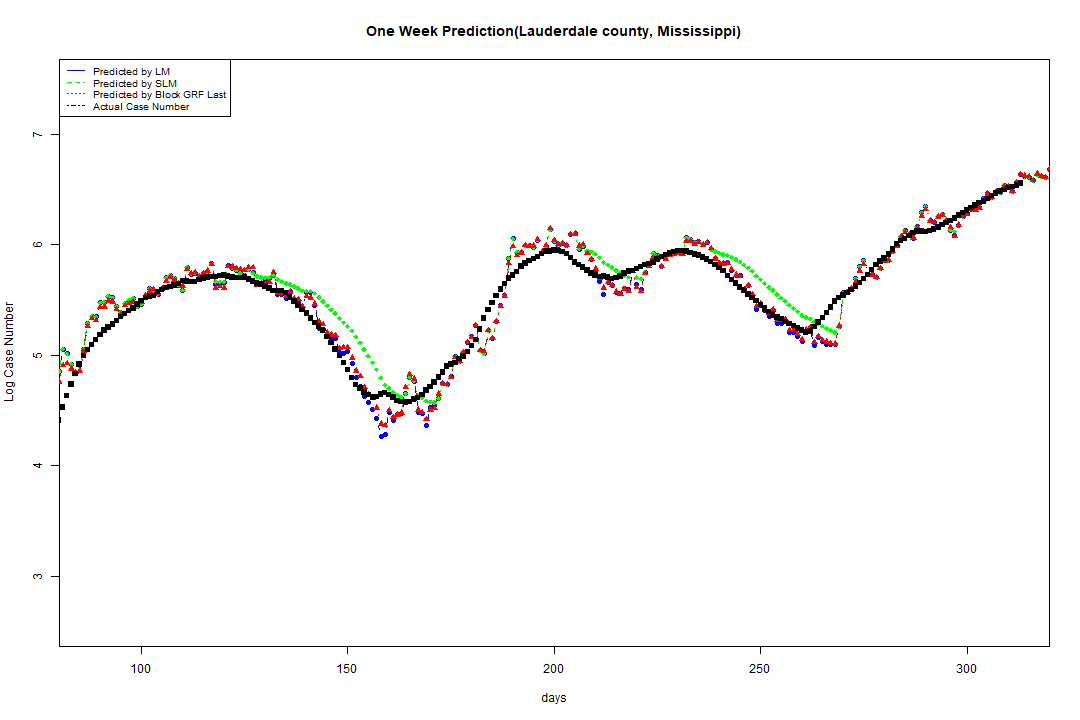 One Week Prediction(Lauderdale county, Mississippi)
Predicted by LM
Predicted by SLM
Predicted by Block GRF Last
Actual Case Number
7
6
5
4
3
Log Case Number
100 150 200 250 300
days